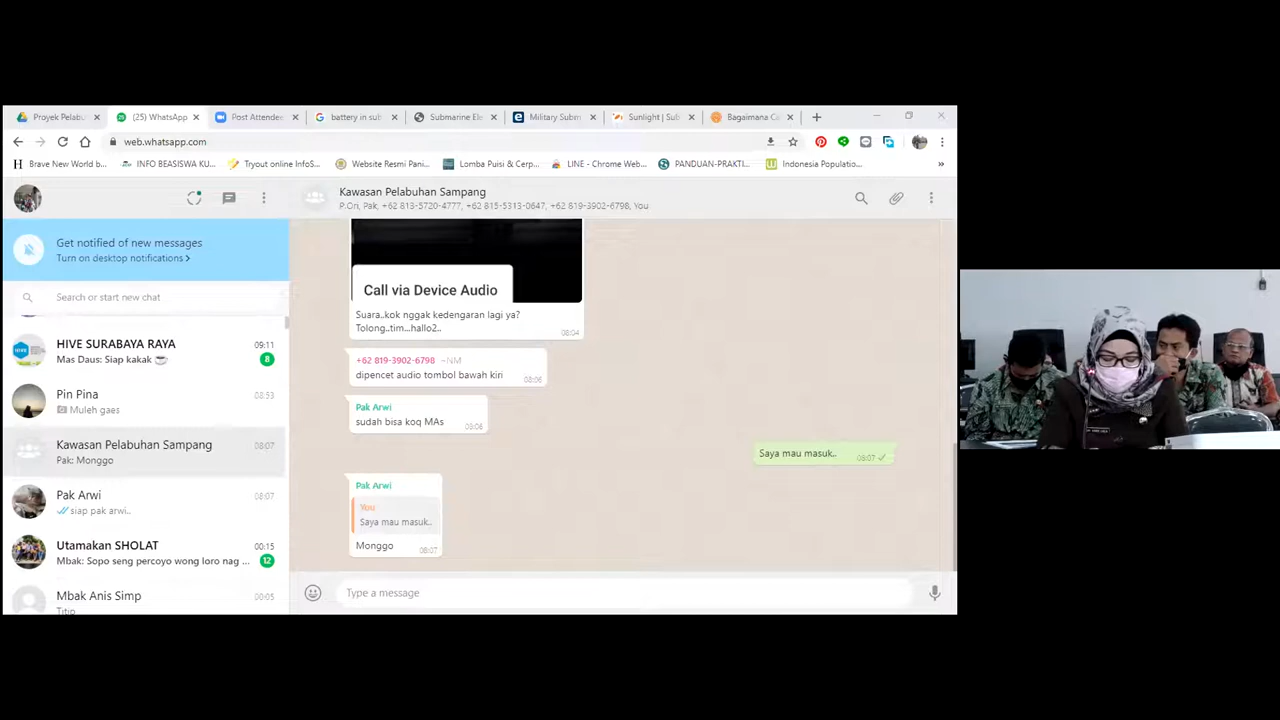 Proyek Pelabu
(25) WhatsApp
Post Attendee
battery in sub
Submarine Ele
Military Subm
Sunlight | Sub
Bagaimana Ca
web.whatsapp.com
Brave New World b...
INFO BEASISWA KU...
Tryout online InfoS...
Website Resmi Pani...
Lomba Puisi & Cerp...
LINE - Chrome Web...
PANDUAN-PRAKTI...
Indonesia Populatio...
Kawasan Pelabuhan Sampang
P.Ori, Pak, +62 813-5720-4777, +62 815-5313-0647, +62 819-3902-6798, You
Get notified of new messages
Turn on desktop notifications >
Search or start new chat
HIVE SURABAYA RAYA 09:11
Mas Daus: Siap kakak ☕ 8
Pin Pina 08:53
Muleh gaes
Kawasan Pelabuhan Sampang 08:07
Pak: Monggo
Pak Arwi 08:07
siap pak arwi..
Utamakan SHOLAT 00:15
Mbak: Sopo seng percoyo wong loro nag ... 12
Mbak Anis Simp 00:05
Titip
Call via Device Audio
Suara..kok nggak kedengaran lagi ya?
Tolong..tim...hallo2.. 08:04
+62 819-3902-6798 ~NM
dipencet audio tombol bawah kiri 08:06
Pak Arwi
sudah bisa koq MAs 08:06
Saya mau masuk.. 08:07
Pak Arwi
You
Saya mau masuk..
Monggo 08:07
Type a message